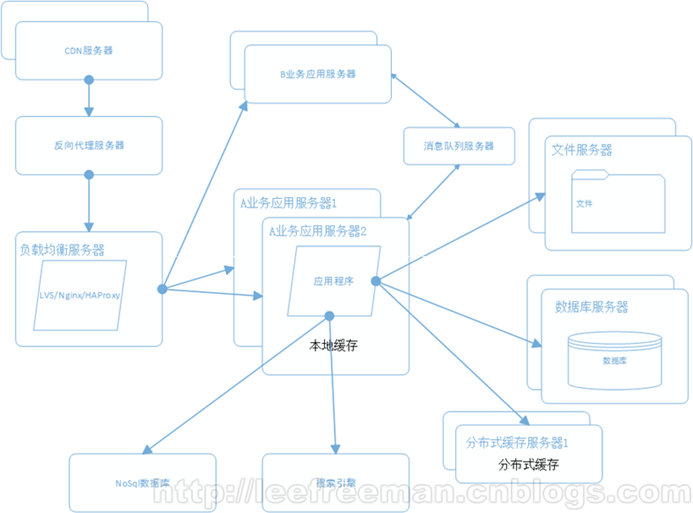 CDN服务器
B业务应用服务器
反向代理服务器
消息队列服务器
文件服务器
文件
A业务应用服务器1
A业务应用服务器2
负载均衡服务器
LVS/Nginx/HAProxy
应用程序
本地缓存
数据库服务器
数据库
分布式缓存服务器1
分布式缓存
NoSql数据库
搜索引擎
http://leefreeman.cnblogs.com